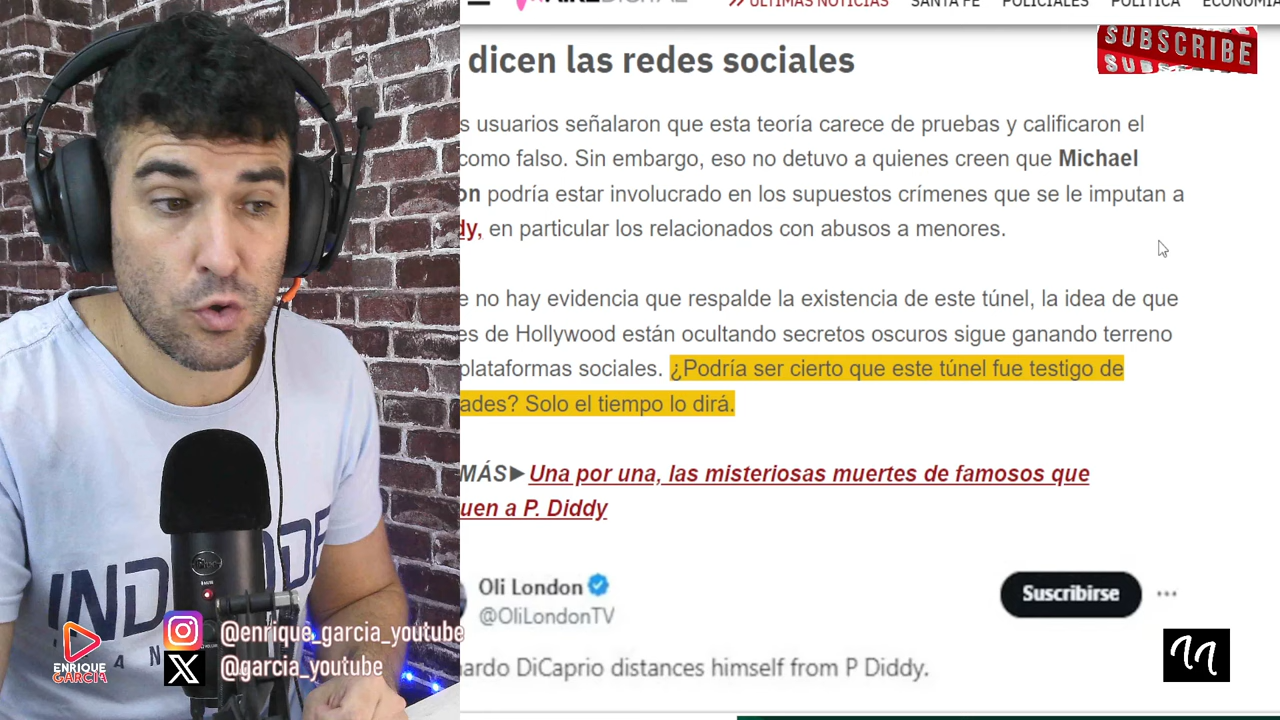 ÚLTIMAS NOTICIAS SANTA FE POLICIALES POLÍTICA
SUBSCRIBE
dicen las redes sociales
s usuarios señalaron que esta teoría carece de pruebas y calificaron el
como falso. Sin embargo, eso no detuvo a quienes creen que Michael
on podría estar involucrado en los supuestos crímenes que se le imputan a
dy, en particular los relacionados con abusos a menores.
e no hay evidencia que respalde la existencia de este túnel, la idea de que
es de Hollywood están ocultando secretos oscuros sigue ganando terreno
plataformas sociales. ¿Podría ser cierto que este túnel fue testigo de
ades? Solo el tiempo lo dirá.
MÁS►Una por una, las misteriosas muertes de famosos que
uen a P. Diddy
Oli London
@OliLondonTV
Suscribirse
ardo DiCaprio distances himself from P Diddy.
@enrique_garcia_youtube
@garcia_youtube
ENRIQUE
GARCIA